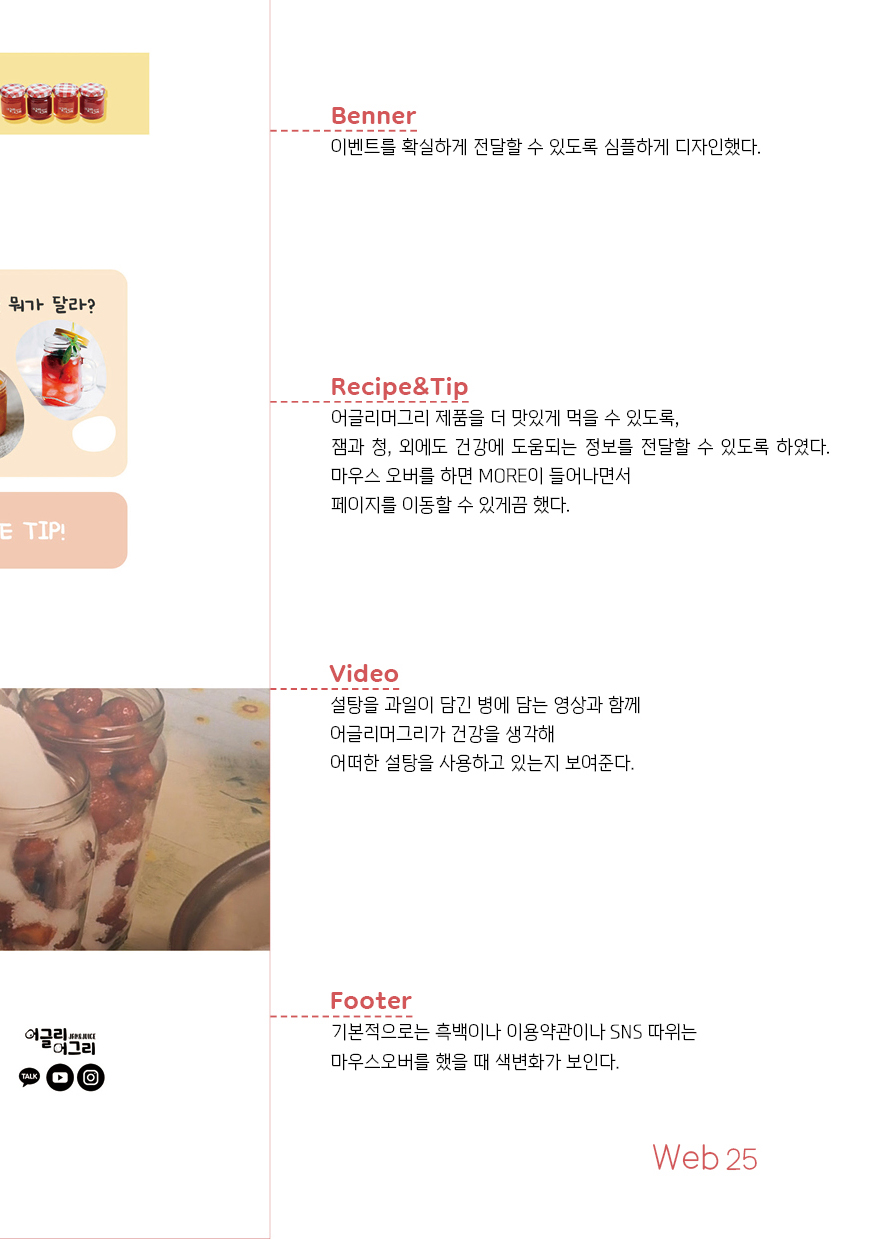 Benner
이벤트를 확실하게 전달할 수 있도록 심플하게 디자인했다.
뭐가 달라?
Recipe&Tip
어글리머그리 제품을 더 맛있게 먹을 수 있도록,
잼과 청, 외에도 건강에 도움되는 정보를 전달할 수 있도록 하였다.
마우스 오버를 하면 MORE이 들어나면서
페이지를 이동할 수 있게끔 했다.
E TIP!
Video
설탕을 과일이 담긴 병에 담는 영상과 함께
어글리머그리가 건강을 생각해
어떠한 설탕을 사용하고 있는지 보여준다.
Footer
기본적으로는 흑백이나 이용약관이나 SNS 따위는
마우스오버를 했을 때 색변화가 보인다.
어글리
머그리
TALK
Web 25